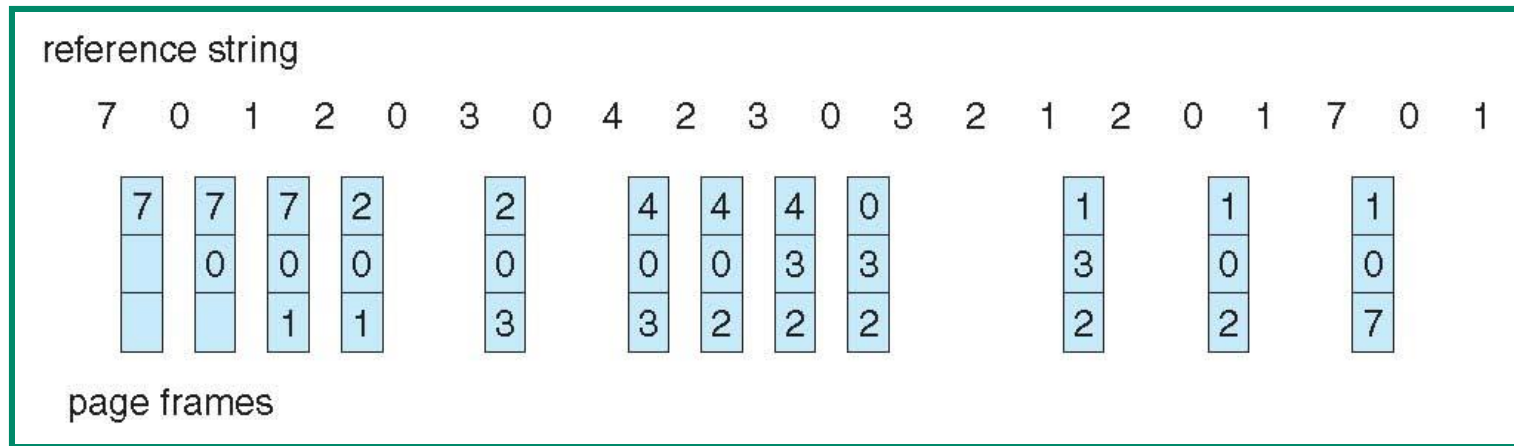 reference string
7 0 1 2 0 3 0 4 2 3 0 3 2 1 2 0 1 7 0 1
7 7 7 2 2 4 4 4 0 1 1 1
0 0 0 0 0 0 3 3 3 0 0
1 1 3 3 2 2 2 2 2 7
page frames